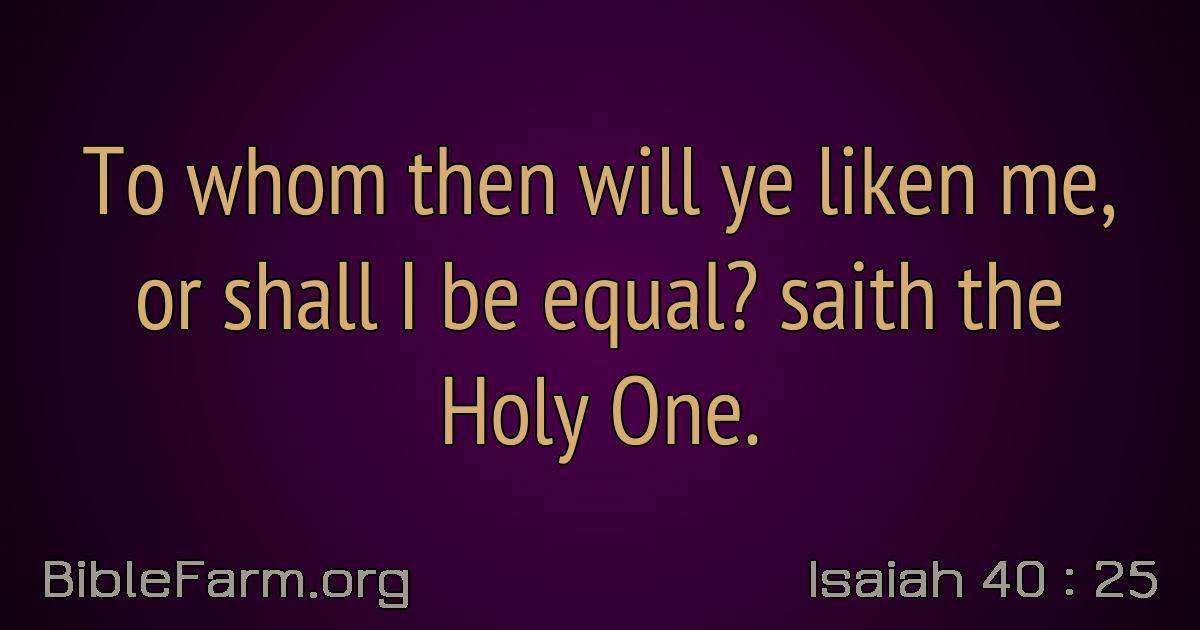 To whom then will ye liken me,
or shall I be equal? saith the
Holy One.
BibleFarm.org
Isaiah 40 : 25